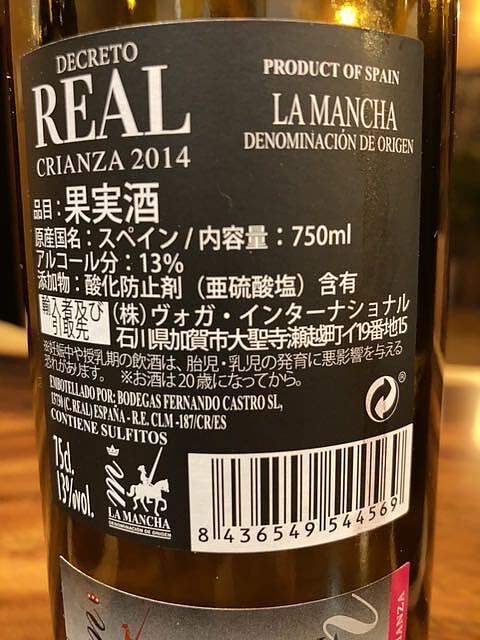 DECRETO
REAL
CRIANZA 2014
PRODUCT OF SPAIN
LA MANCHA
DENOMINACIÓN DE ORIGEN
品目：果実酒
原産国名：スペイン / 内容量：750ml
アルコール分：13%
添加物：酸化防止剤（亜硫酸塩）含有
輸入者及び引取先 （株）ヴォガ・インターナショナル
石川県加賀市大聖寺瀬越町イ19番地15
※妊娠中や授乳期の飲酒は、胎児・乳児の発育に悪影響を与える
恐れがあります。 ※お酒は20歳になってから。
EMBOTELLADO POR: BODEGAS FERNANDO CASTRO SL,
13730 (C. REAL) ESPAÑA - R.E. CLM -187/CR/ES
CONTIENE SULFITOS
75cl.
13%vol.
m
LA MANCHA
DENOMINACIÓN DE ORIGEN
®
8 436549 544569